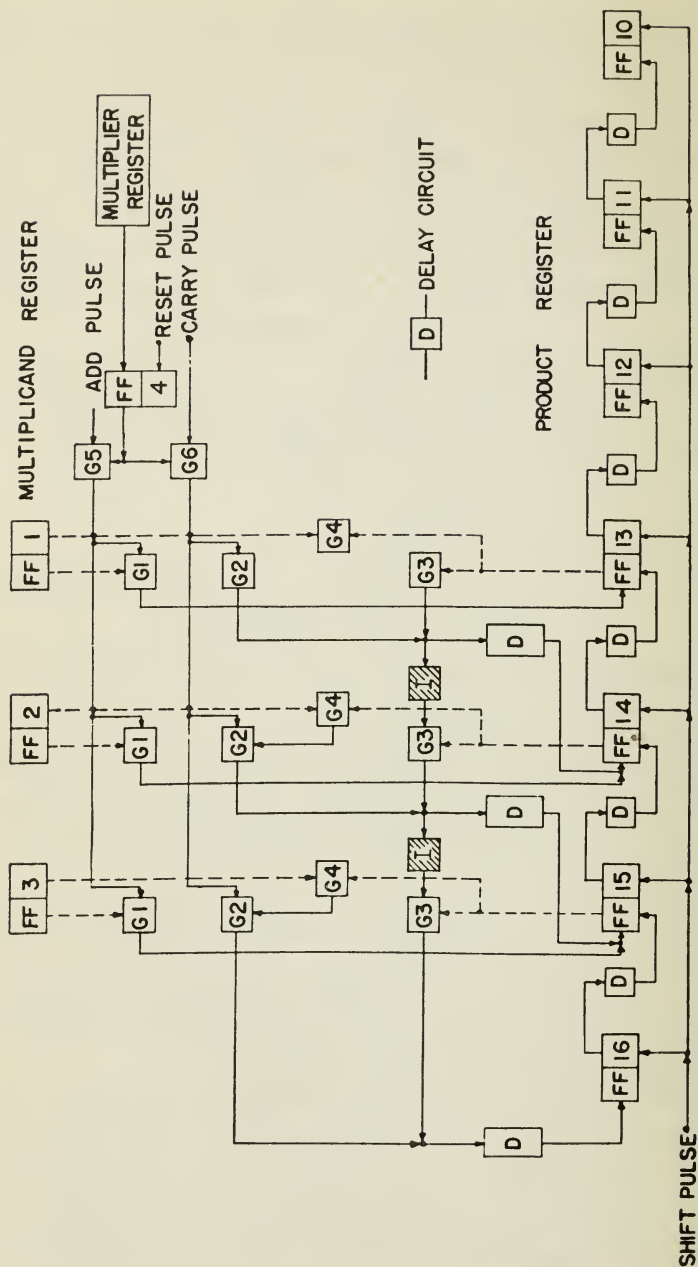 MULTIPLICAND REGISTER
FF 3
FF 2
FF 1
ADD PULSE
G5
MULTIPLIER
REGISTER
G1
G1
G1
FF 4
RESET PULSE
CARRY PULSE
G6
G2
G2
G2
G4
G4
G4
G3
I
G3
I
G3
D
DELAY CIRCUIT
D
D
D
PRODUCT REGISTER
FF 16
D
FF 15
D
FF 14
D
FF 13
D
FF 12
D
FF 11
D
FF 10
SHIFT PULSE